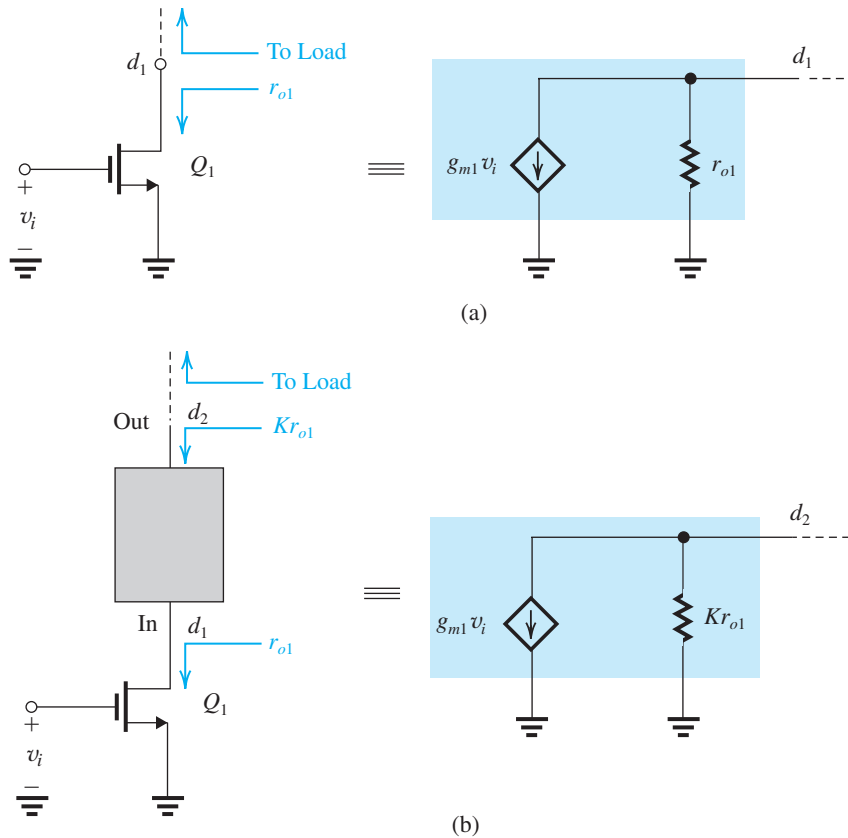 To Load
d₁
rₒ₁
Q₁
+
vᵢ
−
gₘ₁vᵢ
d₁
rₒ₁
(a)
To Load
Out
d₂
Krₒ₁
In
d₁
rₒ₁
Q₁
+
vᵢ
−
gₘ₁vᵢ
d₂
Krₒ₁
(b)